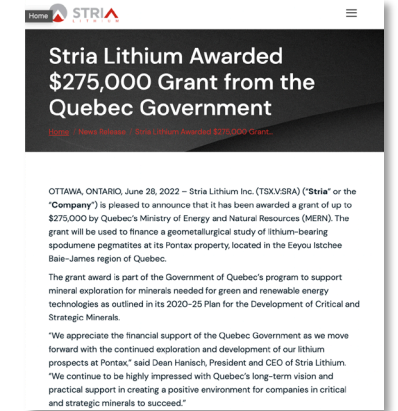 Home
STRIA
LITHIUM
Stria Lithium Awarded
$275,000 Grant from the
Quebec Government
Home / News Release / Stria Lithium Awarded $275,000 Grant...
OTTAWA, ONTARIO, June 28, 2022 – Stria Lithium Inc. (TSX.V:SRA) (“Stria” or the
“Company”) is pleased to announce that it has been awarded a grant of up to
$275,000 by Quebec’s Ministry of Energy and Natural Resources (MERN). The
grant will be used to finance a geometallurgical study of lithium-bearing
spodumene pegmatites at its Pontax property, located in the Eeyou Istchee
Baie-James region of Quebec.
The grant award is part of the Government of Quebec’s program to support
mineral exploration for minerals needed for green and renewable energy
technologies as outlined in its 2020-25 Plan for the Development of Critical and
Strategic Minerals.
“We appreciate the financial support of the Quebec Government as we move
forward with the continued exploration and development of our lithium
prospects at Pontax,” said Dean Hanisch, President and CEO of Stria Lithium.
“We continue to be highly impressed with Quebec’s long-term vision and
practical support in creating a positive environment for companies in critical
and strategic minerals to succeed.”